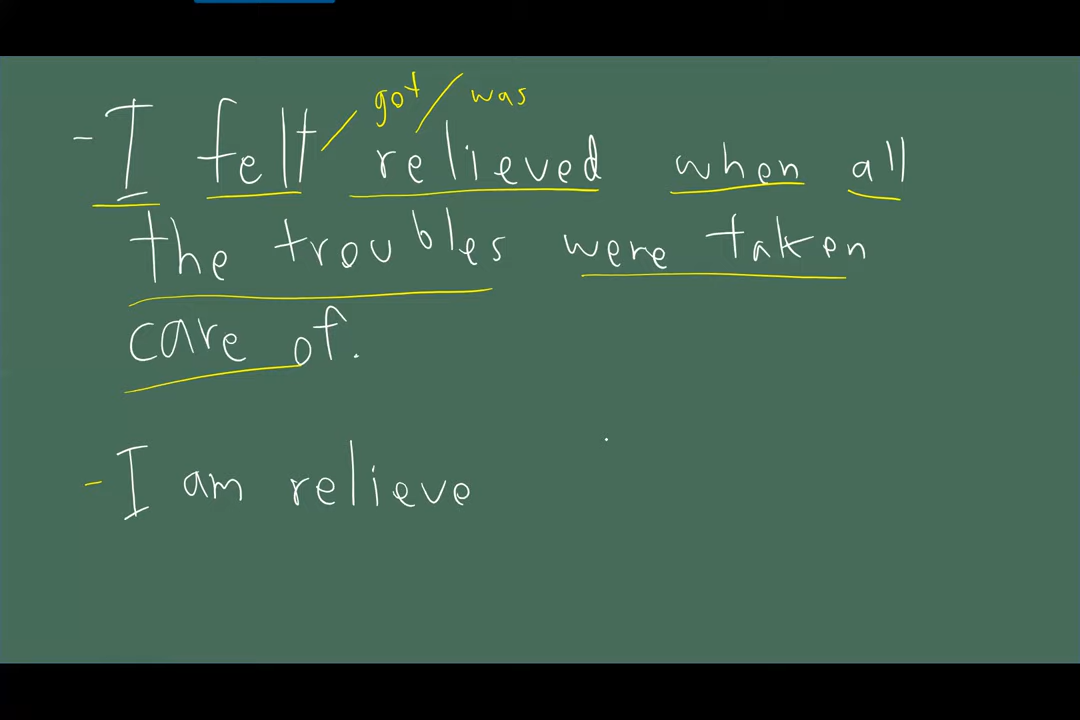 got / was
- I felt / relieved when all
the troubles were taken
care of.
- I am relieve